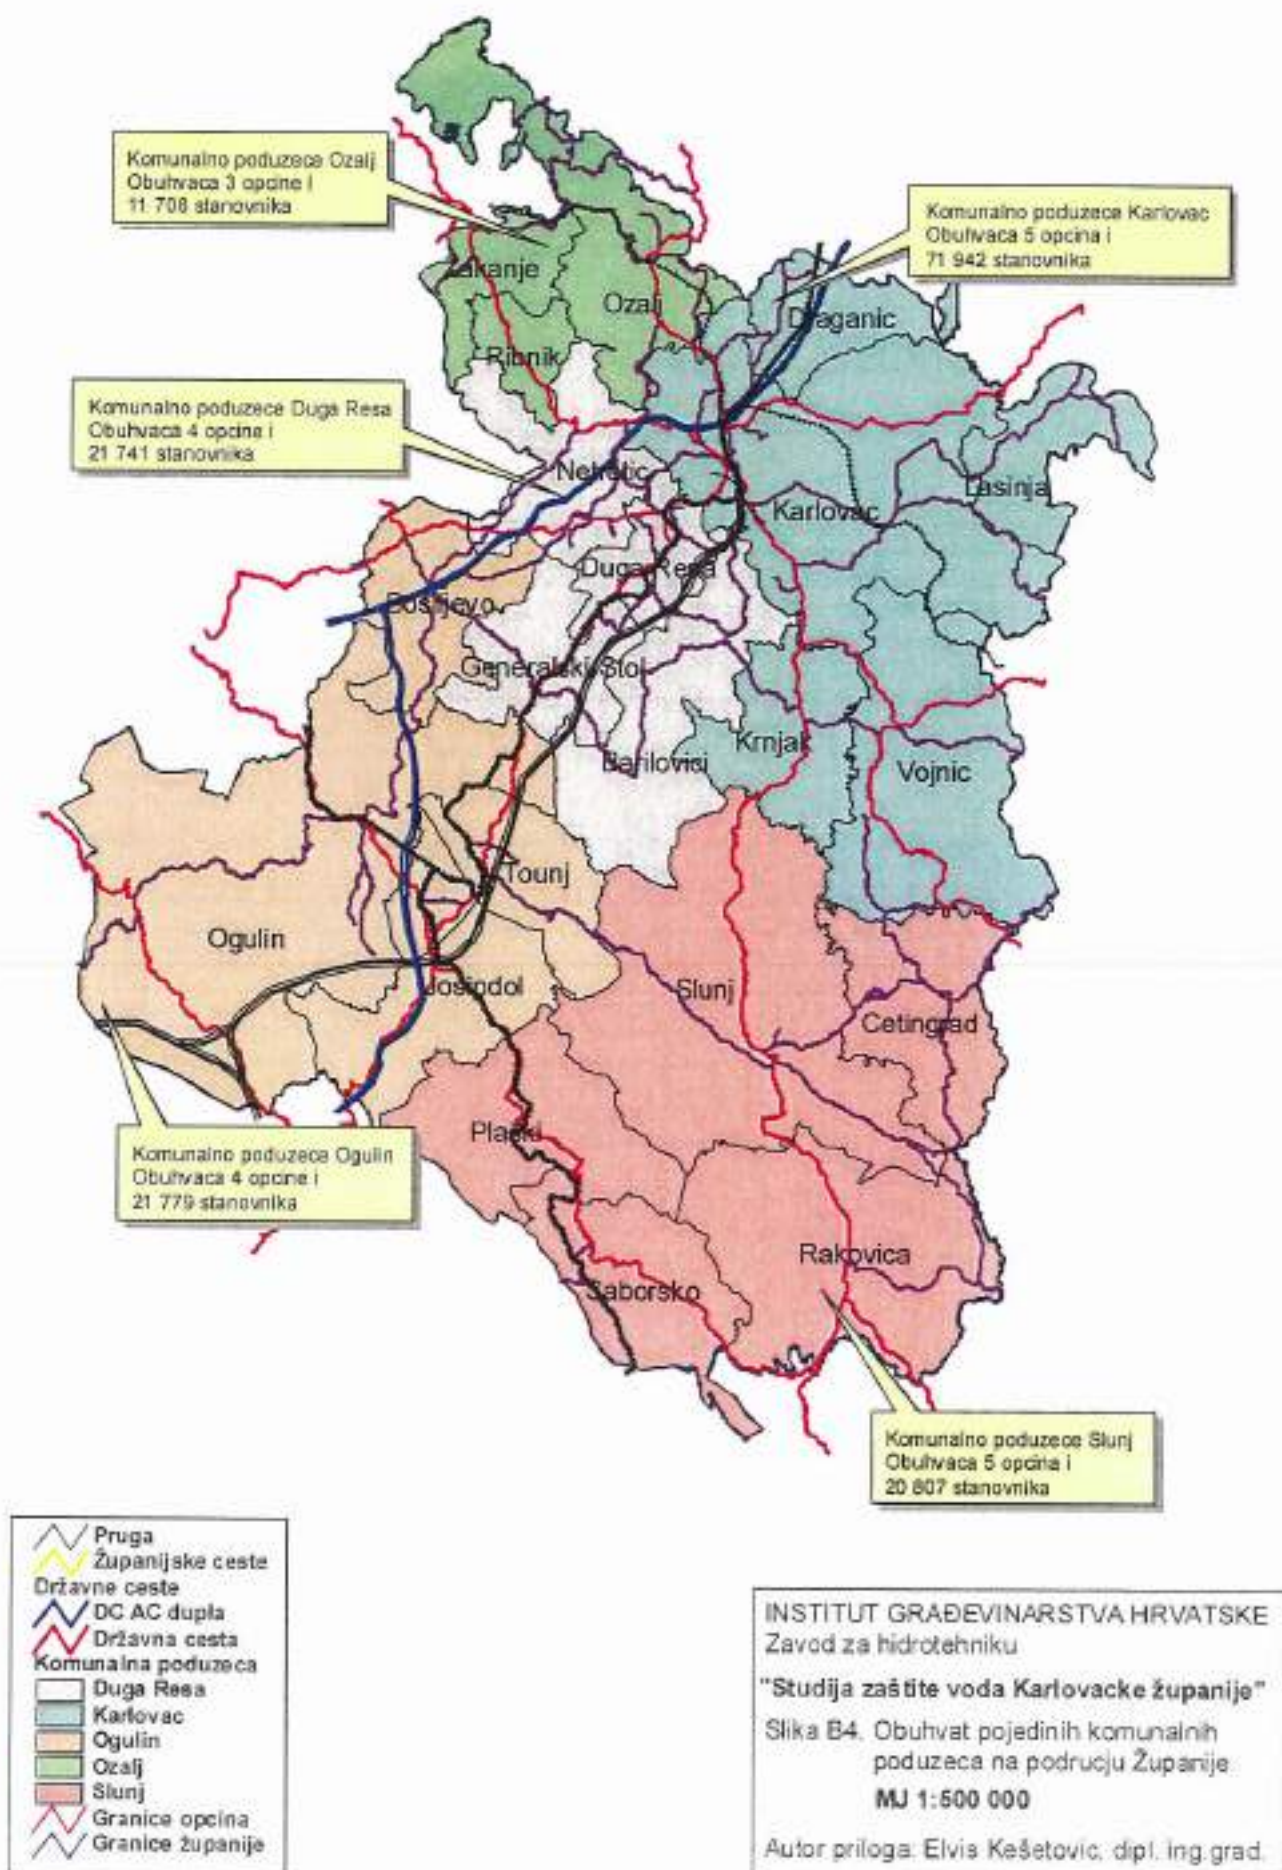 Komunalno poduzece Ozalj
Obuhvaca 3 opcine i
11 708 stanovnika
Komunalno poduzece Karlovac
Obuhvaca 5 opcina i
71 942 stanovnika
Žakanje
Ozalj
Draganic
Ribnik
Komunalno poduzece Duga Resa
Obuhvaca 4 opcine i
21 741 stanovnika
Netretic
Lasinja
Karlovac
Duga Resa
Bosiljevo
Generalski Stol
Krnjak
Barilovici
Vojnic
Tounj
Ogulin
Josipdol
Slunj
Cetingrad
Plaški
Komunalno poduzece Ogulin
Obuhvaca 4 opcine i
21 779 stanovnika
Rakovica
Saborsko
Komunalno poduzece Slunj
Obuhvaca 5 opcina i
20 807 stanovnika
Pruga
Županijske ceste
Državne ceste
DC AC dupla
Državna cesta
Komunalna poduzeca
Duga Resa
Karlovac
Ogulin
Ozalj
Slunj
Granice opcina
Granice županije
INSTITUT GRAĐEVINARSTVA HRVATSKE
Zavod za hidrotehniku
"Studija zaštite voda Karlovacke županije"
Slika B4. Obuhvat pojedinih komunalnih
poduzeca na podrucju Županije
MJ 1:500 000
Autor priloga: Elvis Kešetovic, dipl. ing.grad.